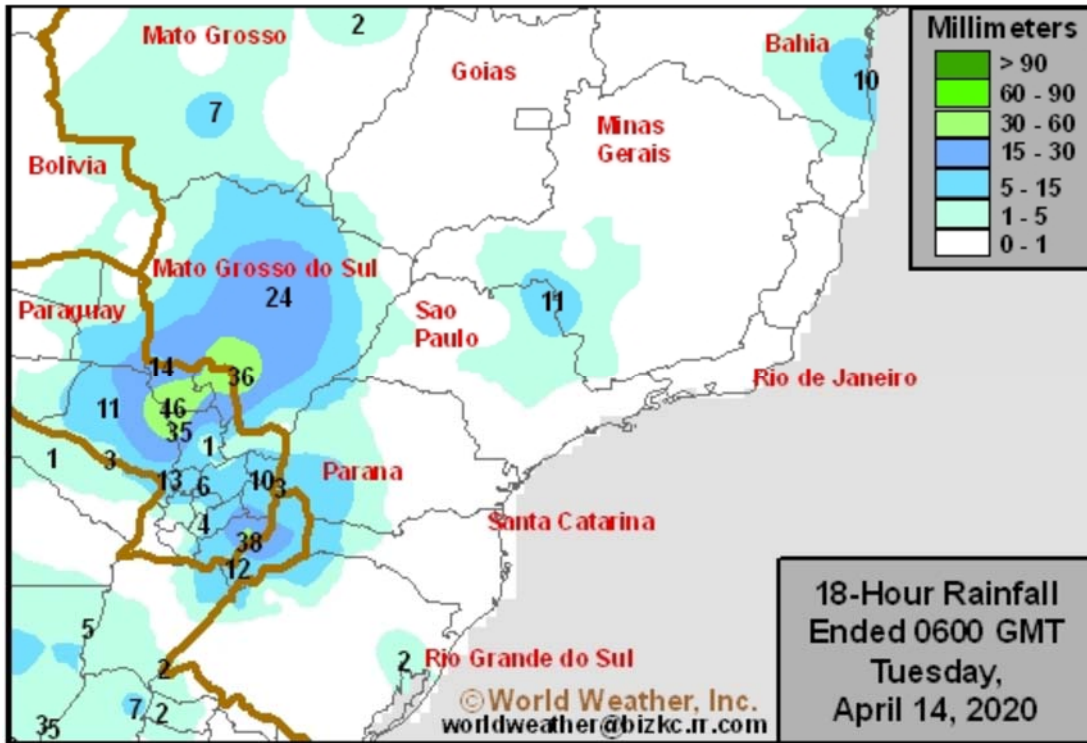 Mato Grosso
2
Goias
Bahia
10
7
Minas
Gerais
Bolivia
Mato Grosso do Sul
24
Paraguay
Sao
Paulo
11
14
36
Rio de Janeiro
11
46
35
1
1
3
Parana
13
6
10
3
4
Santa Catarina
38
12
5
2
2
Rio Grande do Sul
7
2
35
©World Weather, Inc.
worldweather@bizkc.rr.com
Millimeters
> 90
60 - 90
30 - 60
15 - 30
5 - 15
1 - 5
0 - 1
18-Hour Rainfall
Ended 0600 GMT
Tuesday,
April 14, 2020